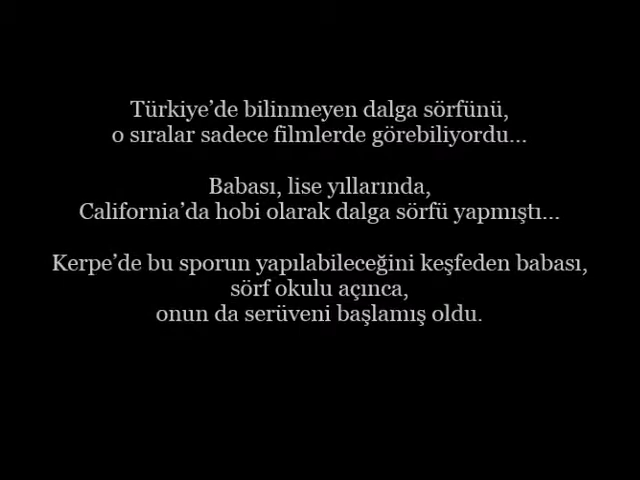 Türkiye’de bilinmeyen dalga sörfünü,
o sıralar sadece filmlerde görebiliyordu...
Babası, lise yıllarında,
California’da hobi olarak dalga sörfü yapmıştı...
Kerpe’de bu sporun yapılabileceğini keşfeden babası,
sörf okulu açınca,
onun da serüveni başlamış oldu.